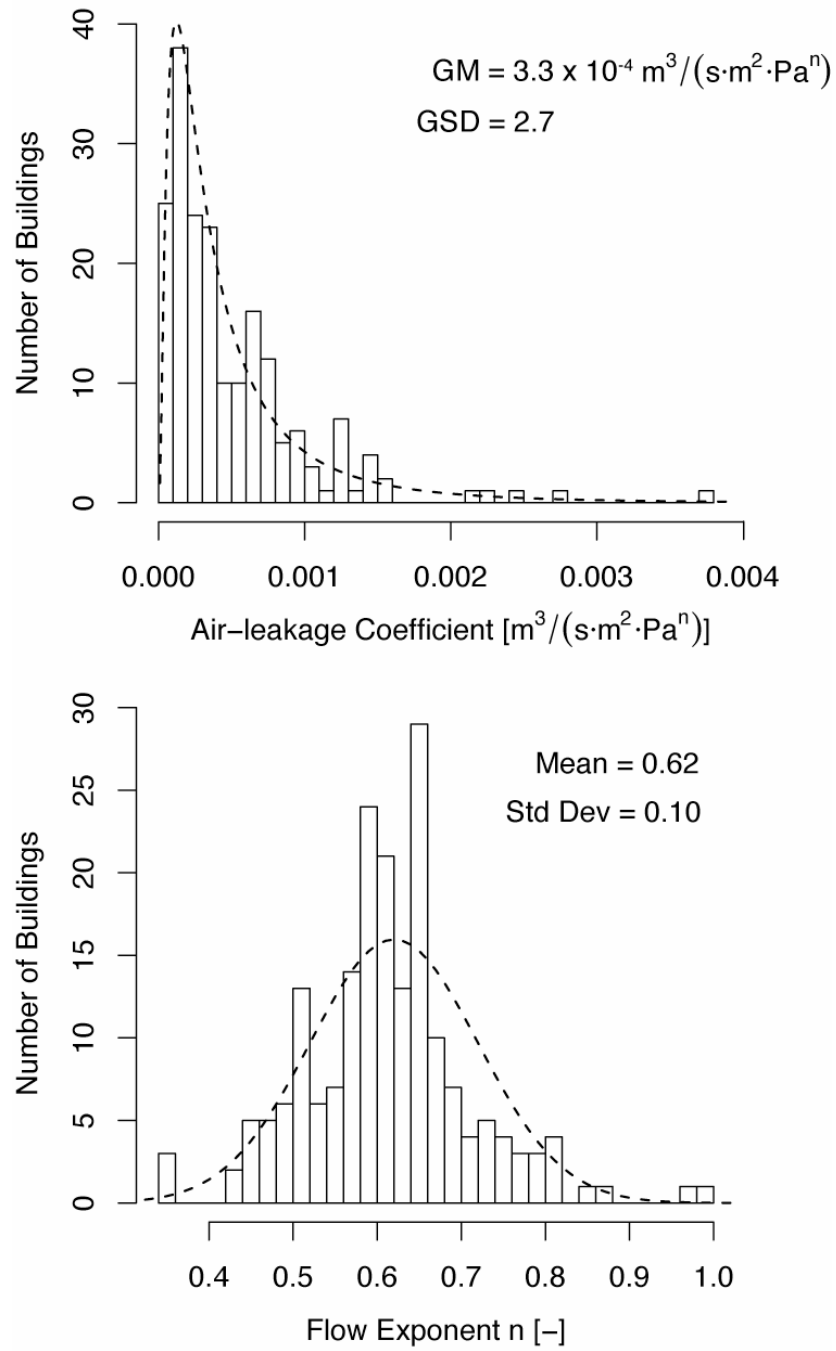 GM = 3.3 x 10⁻⁴ m³/(s·m²·Paⁿ)
GSD = 2.7
Number of Buildings
40
30
20
10
0
0.000 0.001 0.002 0.003 0.004
Air−leakage Coefficient [m³/(s·m²·Paⁿ)]
Mean = 0.62
Std Dev = 0.10
Number of Buildings
30
25
20
15
10
5
0
0.4 0.5 0.6 0.7 0.8 0.9 1.0
Flow Exponent n [−]